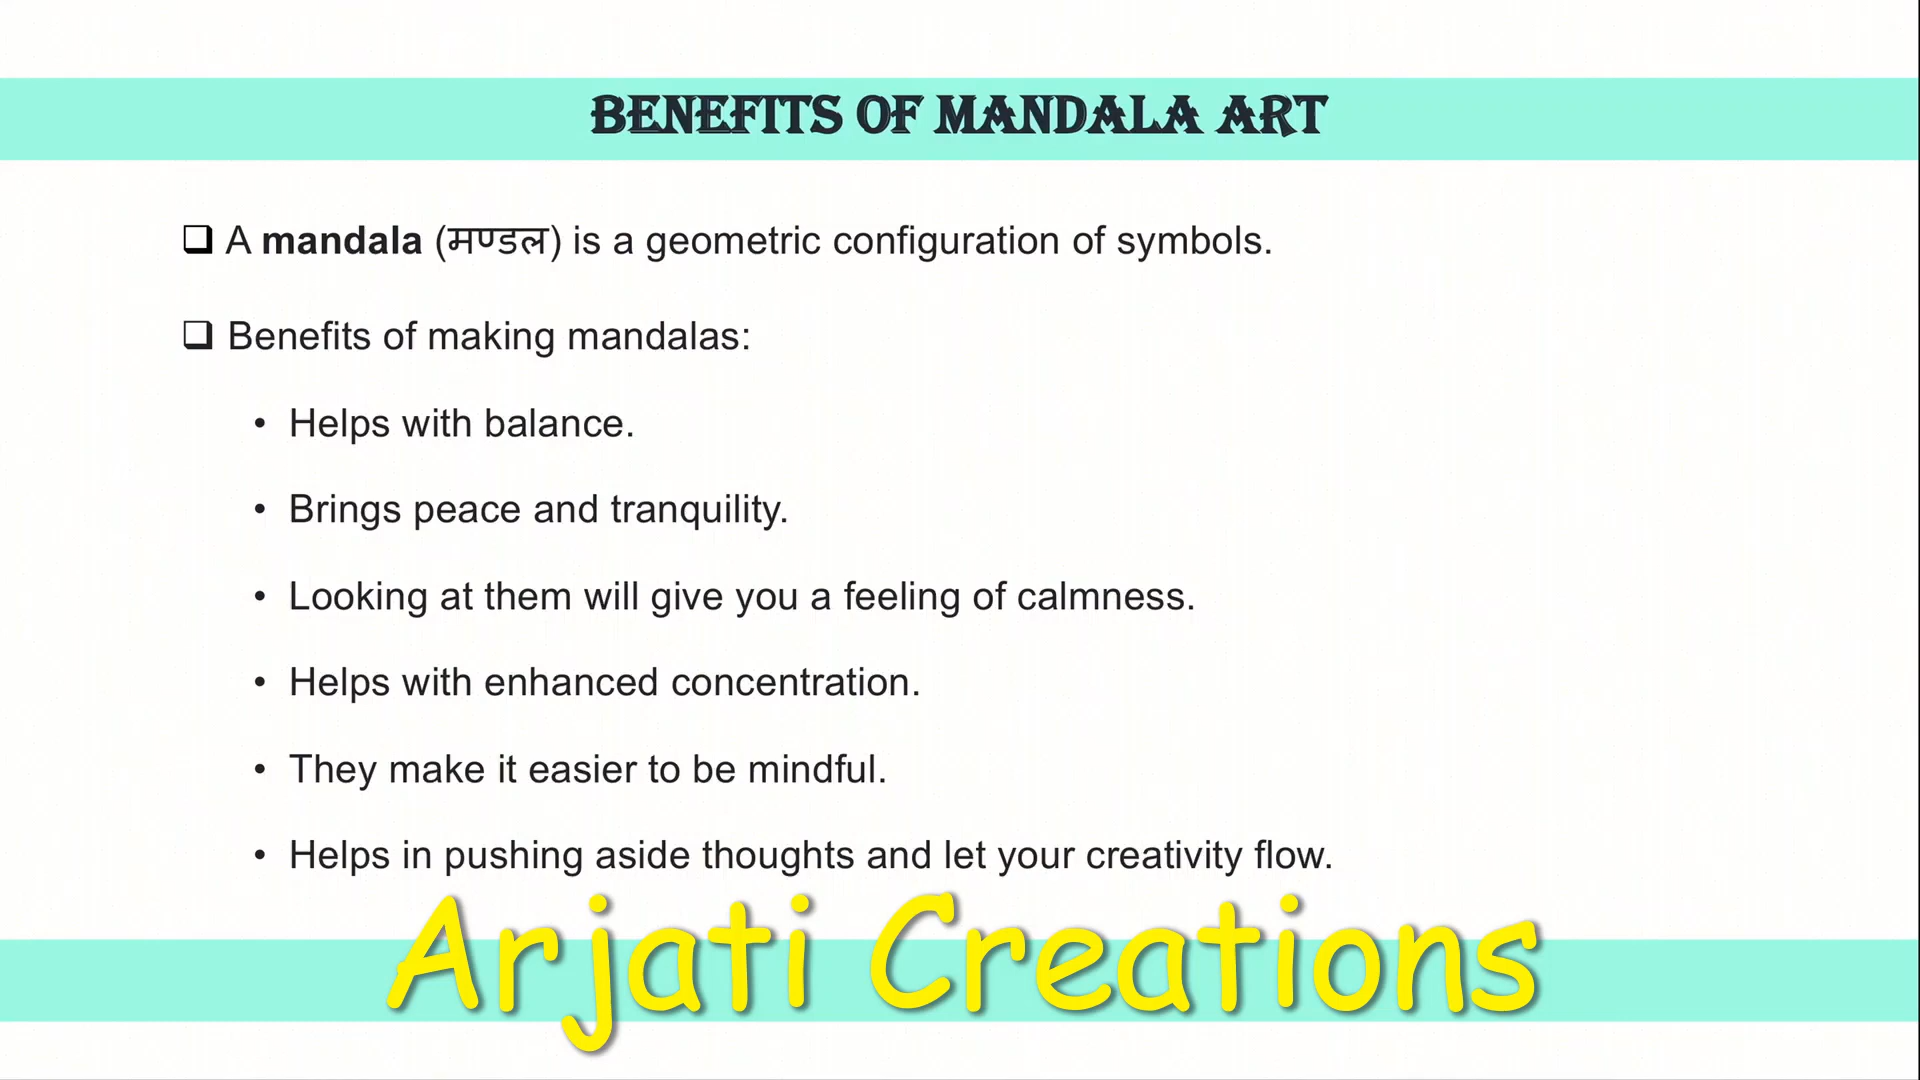 BENEFITS OF MANDALA ART
❑ A mandala (मण्डल) is a geometric configuration of symbols.
❑ Benefits of making mandalas:
• Helps with balance.
• Brings peace and tranquility.
• Looking at them will give you a feeling of calmness.
• Helps with enhanced concentration.
• They make it easier to be mindful.
• Helps in pushing aside thoughts and let your creativity flow.
Arjati Creations